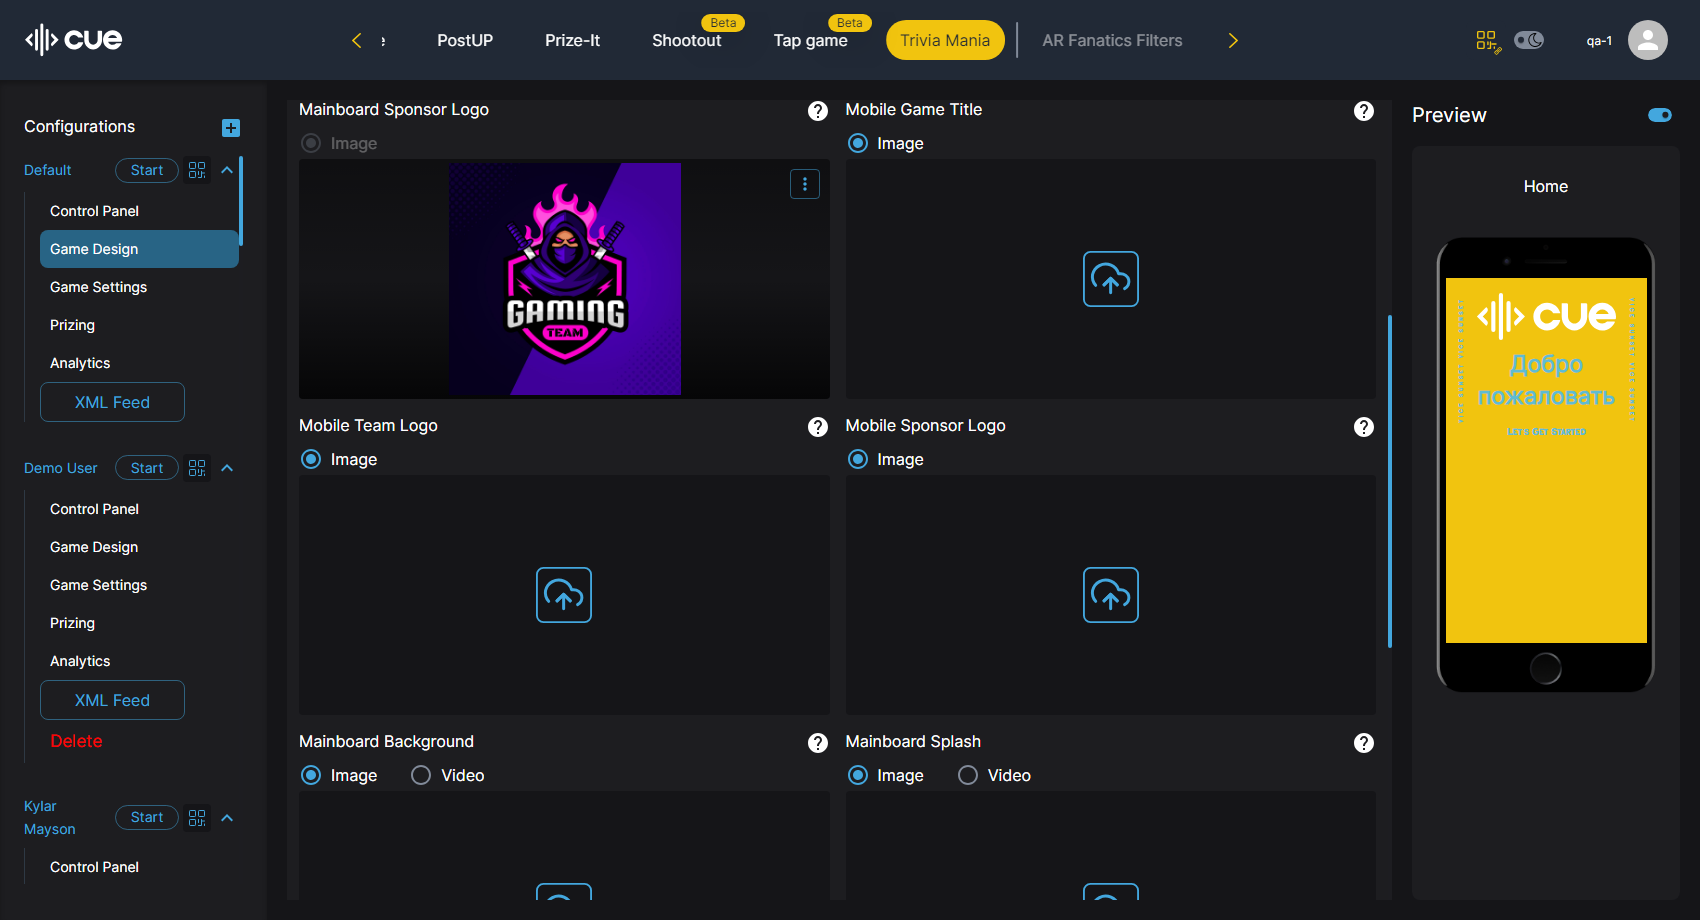 cue
PostUP
Prize-It
Beta
Shootout
Beta
Tap game
Trivia Mania
AR Fanatics Filters
qa-1
Configurations
Default
Start
Control Panel
Game Design
Game Settings
Prizing
Analytics
XML Feed
Demo User
Start
Control Panel
Game Design
Game Settings
Prizing
Analytics
XML Feed
Delete
Kylar
Mayson
Start
Control Panel
Mainboard Sponsor Logo
Image
GAMING
TEAM
Mobile Game Title
Image
Mobile Team Logo
Image
Mobile Sponsor Logo
Image
Mainboard Background
Image
Video
Mainboard Splash
Image
Video
Preview
Home
cue
Добро
пожаловать
Let's Get Started